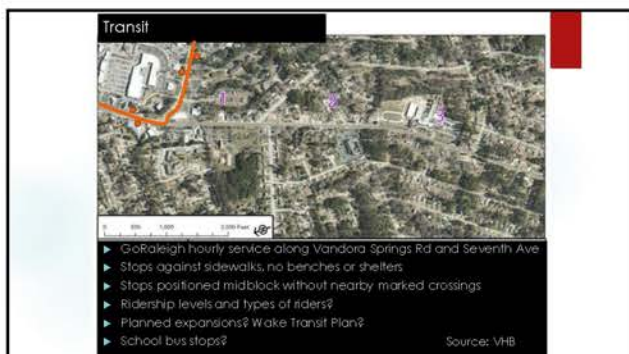 Transit
1
2
3
GoRaleigh hourly service along Vandora Springs Rd and Seventh Ave
Stops against sidewalks, no benches or shelters
Stops positioned midblock without nearby marked crossings
Ridership levels and types of riders?
Planned expansions? Wake Transit Plan?
School bus stops?
Source: VHB